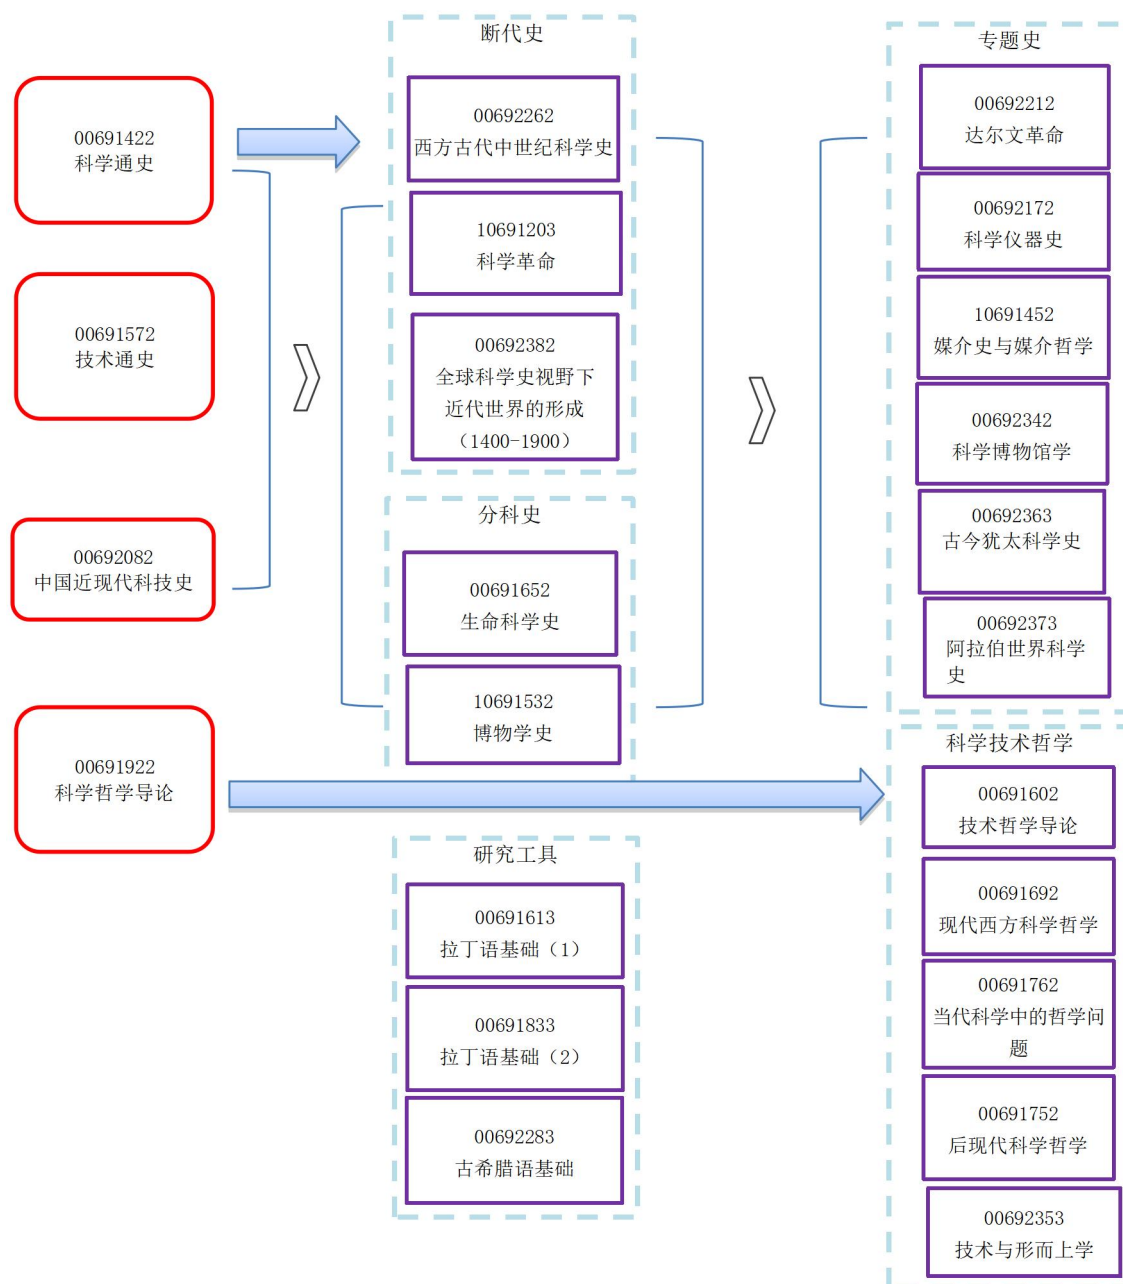 00691422
科学通史
00691572
技术通史
00692082
中国近现代科技史
00691922
科学哲学导论
断代史
00692262
西方古代中世纪科学史
10691203
科学革命
00692382
全球科学史视野下
近代世界的形成
（1400-1900）
分科史
00691652
生命科学史
10691532
博物学史
研究工具
00691613
拉丁语基础（1）
00691833
拉丁语基础（2）
00692283
古希腊语基础
专题史
00692212
达尔文革命
00692172
科学仪器史
10691452
媒介史与媒介哲学
00692342
科学博物馆学
00692363
古今犹太科学史
00692373
阿拉伯世界科学
史
科学技术哲学
00691602
技术哲学导论
00691692
现代西方科学哲学
00691762
当代科学中的哲学问
题
00691752
后现代科学哲学
00692353
技术与形而上学